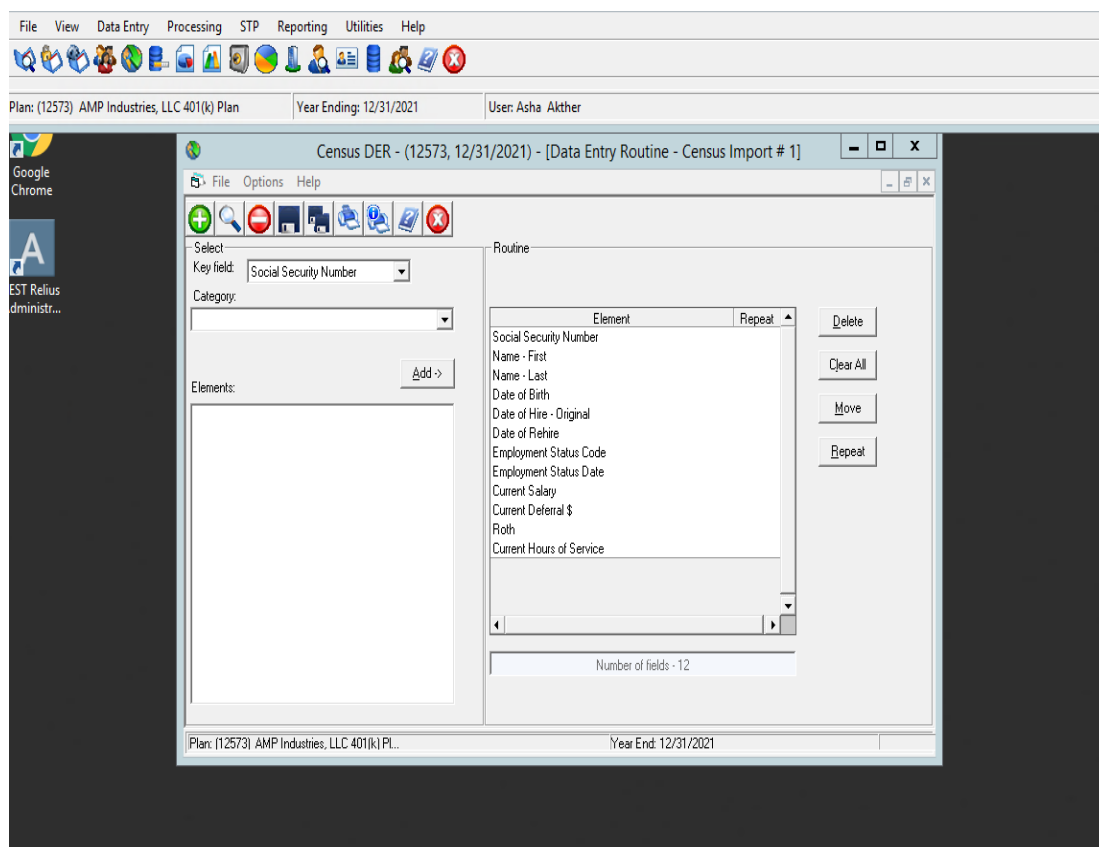 File View Data Entry Processing STP Reporting Utilities Help
Plan: (12573) AMP Industries, LLC 401(k) Plan Year Ending: 12/31/2021 User: Asha Akther
Google
Chrome
EST Relius
dministr...
Census DER - (12573, 12/31/2021) - [Data Entry Routine - Census Import # 1]
File Options Help
Select
Key field: Social Security Number
Category:
Add ->
Elements:
Routine
Element Repeat
Social Security Number
Name - First
Name - Last
Date of Birth
Date of Hire - Original
Date of Rehire
Employment Status Code
Employment Status Date
Current Salary
Current Deferral $
Roth
Current Hours of Service
Delete
Clear All
Move
Repeat
Number of fields - 12
Plan: (12573) AMP Industries, LLC 401(k) Pl... Year End: 12/31/2021